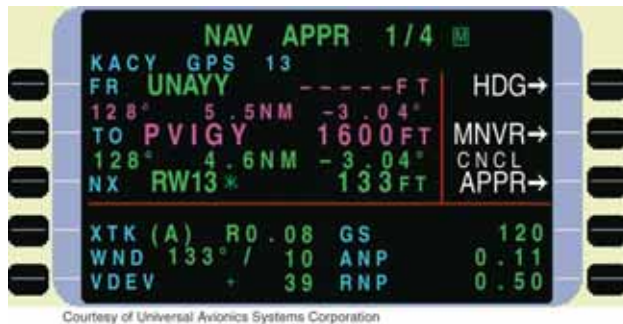 NAV APPR 1/4 M
KACY GPS 13
FR UNAYY -----FT HDG→
128° 5.5NM -3.04°
TO PVIGY 1600FT MNVR→
128° 4.6NM -3.04° CNCL
NX RW13* 133FT APPR→
XTK (A) R0.08 GS 120
WND 133°/ 10 ANP 0.11
VDEV + 39 RNP 0.50
Courtesy of Universal Avionics Systems Corporation